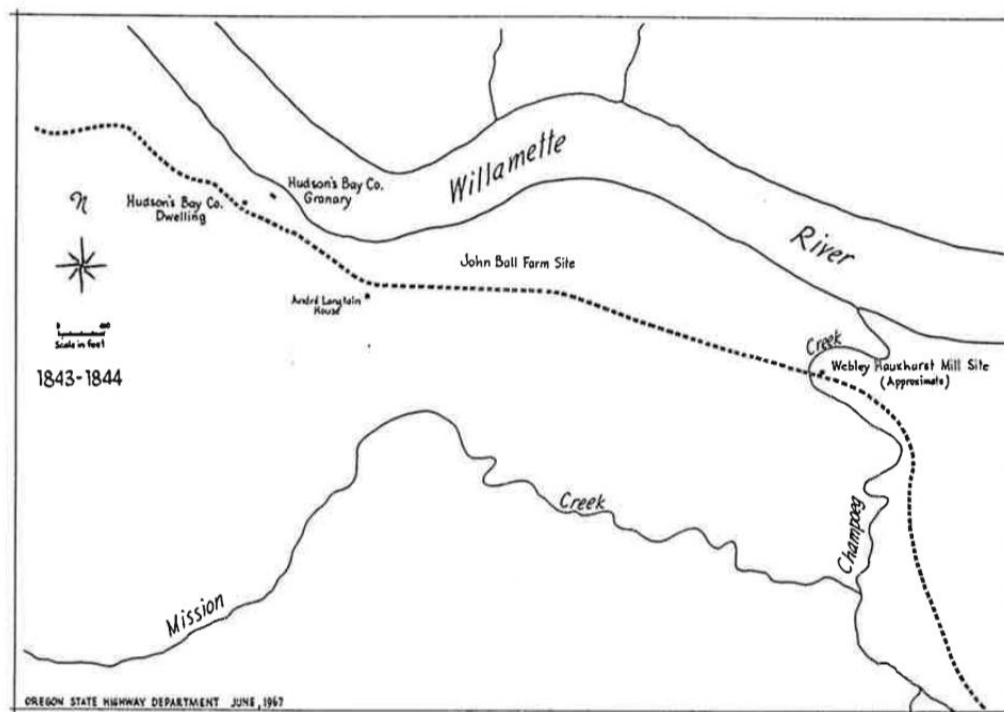 Willamette
River
Hudson's Bay Co.
Granary
Hudson's Bay Co.
Dwelling
N
John Ball Farm Site
André Longtain
House
0
Scale in feet
1843-1844
Creek
Webley Hauxhurst Mill Site
(Approximate)
Creek
Champoeg
Mission
OREGON STATE HIGHWAY DEPARTMENT JUNE, 1967